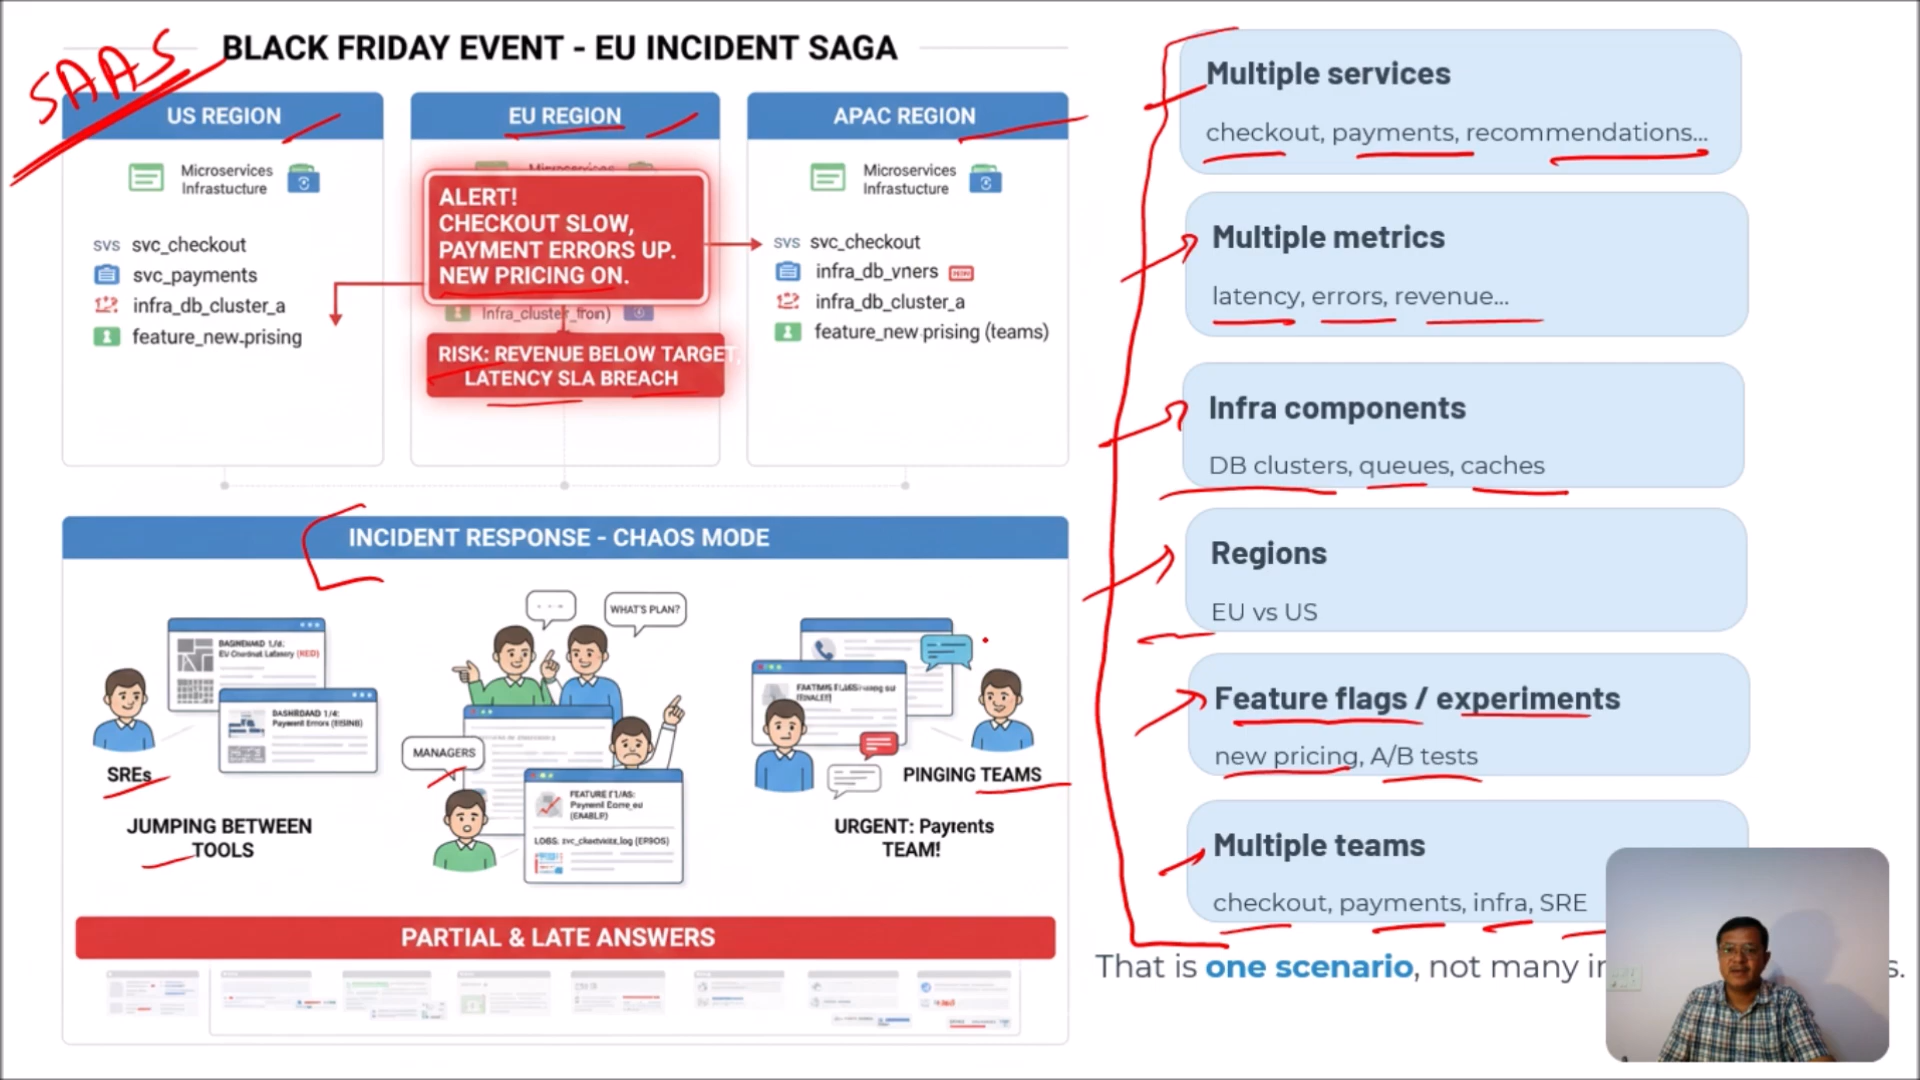 SAAS
BLACK FRIDAY EVENT - EU INCIDENT SAGA
US REGION
Microservices
Infrastucture
svs svc_checkout
svc_payments
infra_db_cluster_a
feature_new.prising
EU REGION
ALERT!
CHECKOUT SLOW,
PAYMENT ERRORS UP.
NEW PRICING ON.
RISK: REVENUE BELOW TARGET,
LATENCY SLA BREACH
APAC REGION
Microservices
Infrastucture
svs svc_checkout
infra_db_vners
infra_db_cluster_a
feature_new prising (teams)
INCIDENT RESPONSE - CHAOS MODE
SREs
JUMPING BETWEEN
TOOLS
WHAT'S PLAN?
MANAGERS
PINGING TEAMS
URGENT: Payrents
TEAM!
PARTIAL & LATE ANSWERS
Multiple services
checkout, payments, recommendations...
Multiple metrics
latency, errors, revenue...
Infra components
DB clusters, queues, caches
Regions
EU vs US
Feature flags / experiments
new pricing, A/B tests
Multiple teams
checkout, payments, infra, SRE
That is one scenario, not many